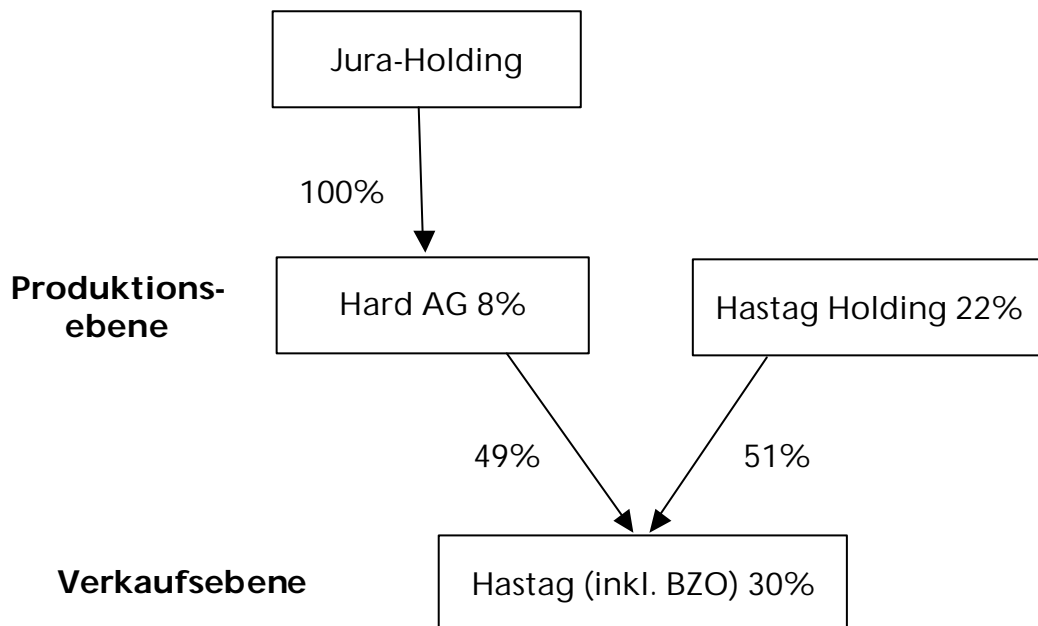 Jura-Holding
100%
Produktions-
ebene
Hard AG 8%
Hastag Holding 22%
49%
51%
Verkaufsebene
Hastag (inkl. BZO) 30%